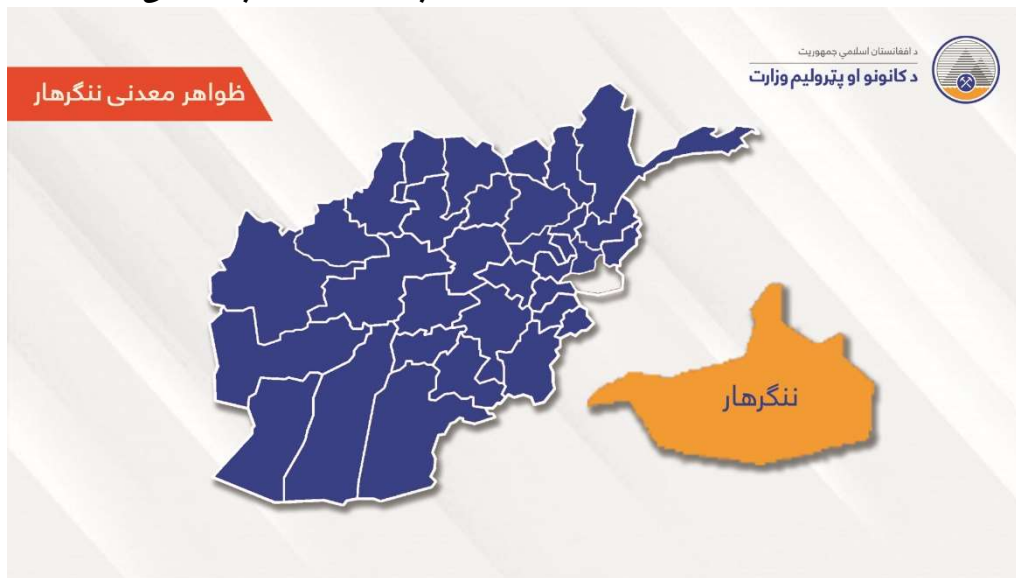 د افغانستان اسلامي جمهوریت
د کانونو او پټرولیم وزارت
ظواهر معدنی ننگرهار
ننگرهار